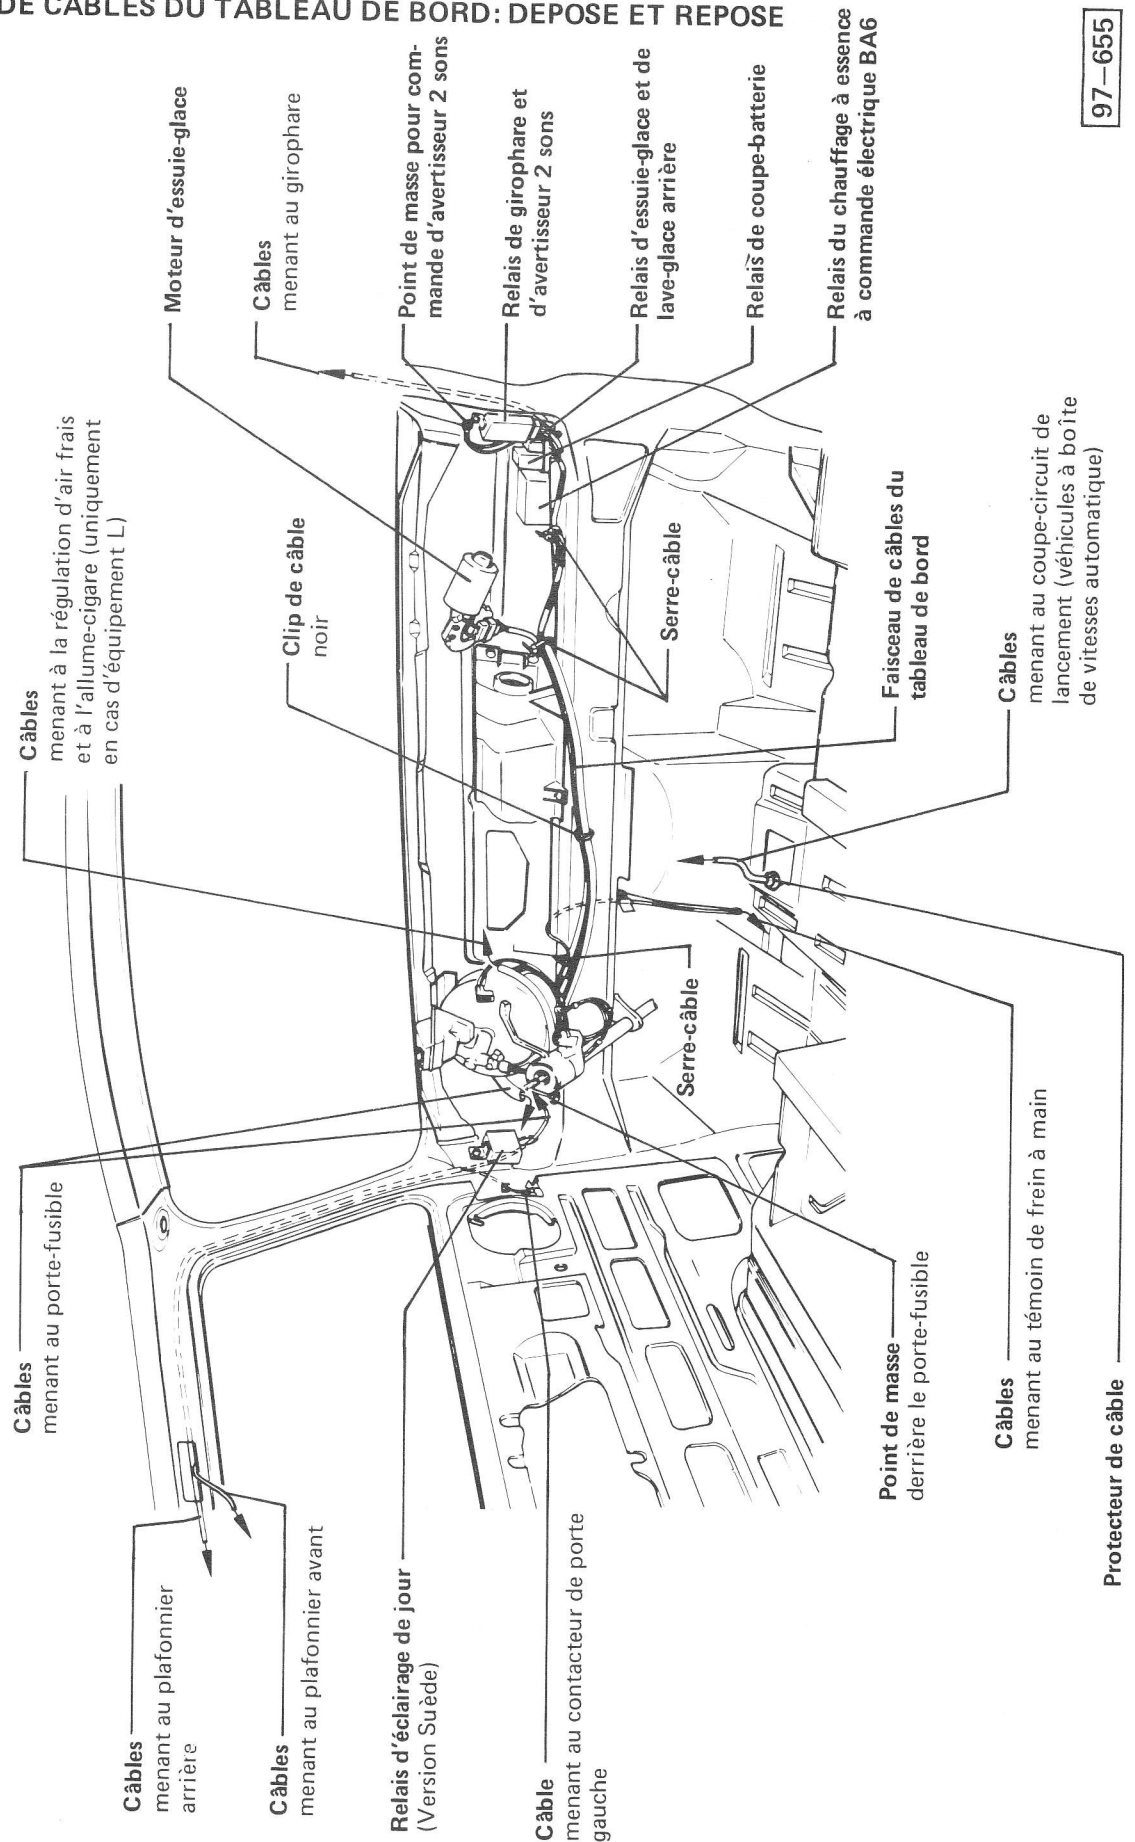 DE CABLES DU TABLEAU DE BORD: DEPOSE ET REPOSE
Câbles
menant à la régulation d'air frais
et à l'allume-cigare (uniquement
en cas d'équipement L)
Moteur d'essuie-glace
Câbles
menant au girophare
Clip de câble
noir
Point de masse pour com-
mande d'avertisseur 2 sons
Relais de girophare et
d'avertisseur 2 sons
Relais d'essuie-glace et de
lave-glace arrière
Relais de coupe-batterie
Relais du chauffage à essence
à commande électrique BA6
Serre-câble
Faisceau de câbles du
tableau de bord
Câbles
menant au coupe-circuit de
lancement (véhicules à boîte
de vitesses automatique)
Serre-câble
Câbles
menant au porte-fusible
Câbles
menant au plafonnier
arrière
Câbles
menant au plafonnier avant
Relais d'éclairage de jour
(Version Suède)
Câble
menant au contacteur de porte
gauche
Point de masse
derrière le porte-fusible
Câbles
menant au témoin de frein à main
Protecteur de câble
97–655